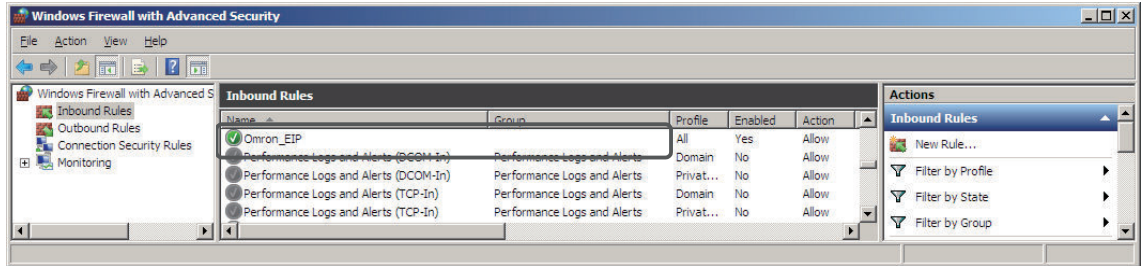 Windows Firewall with Advanced Security
File Action View Help
Windows Firewall with Advanced S
Inbound Rules
Outbound Rules
Connection Security Rules
Monitoring
Inbound Rules
Name Group Profile Enabled Action
Omron_EIP All Yes Allow
Performance Logs and Alerts (DCOM-In) Performance Logs and Alerts Domain No Allow
Performance Logs and Alerts (DCOM-In) Performance Logs and Alerts Privat... No Allow
Performance Logs and Alerts (TCP-In) Performance Logs and Alerts Domain No Allow
Performance Logs and Alerts (TCP-In) Performance Logs and Alerts Privat... No Allow
Actions
Inbound Rules
New Rule...
Filter by Profile
Filter by State
Filter by Group